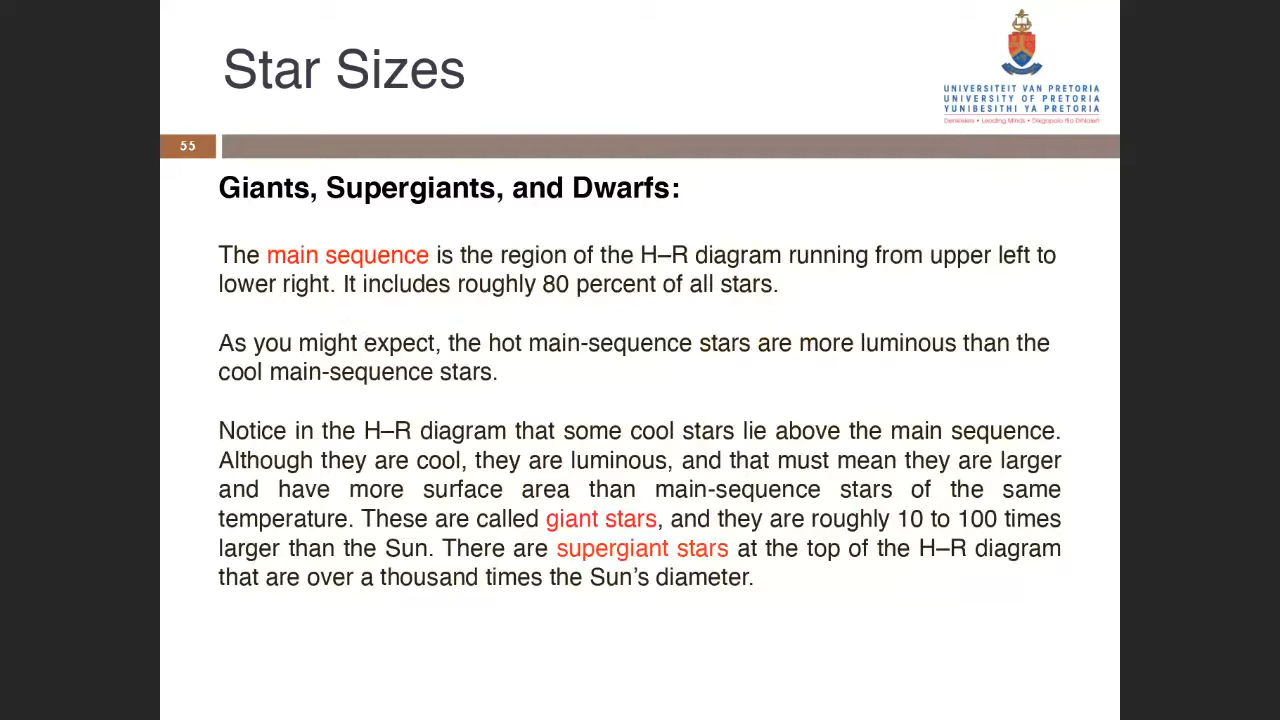 Star Sizes
UNIVERSITEIT VAN PRETORIA
UNIVERSITY OF PRETORIA
YUNIBESITHI YA PRETORIA
Denkleiers • Leading Minds • Dikgopolo tša Dihlalefi
55
Giants, Supergiants, and Dwarfs:
The main sequence is the region of the H–R diagram running from upper left to
lower right. It includes roughly 80 percent of all stars.
As you might expect, the hot main-sequence stars are more luminous than the
cool main-sequence stars.
Notice in the H–R diagram that some cool stars lie above the main sequence.
Although they are cool, they are luminous, and that must mean they are larger
and have more surface area than main-sequence stars of the same
temperature. These are called giant stars, and they are roughly 10 to 100 times
larger than the Sun. There are supergiant stars at the top of the H–R diagram
that are over a thousand times the Sun’s diameter.